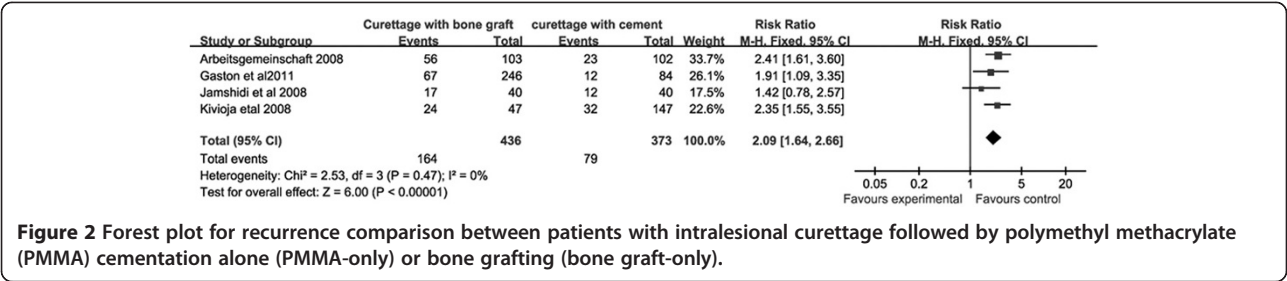 Curettage with bone graft curettage with cement Risk Ratio Risk Ratio
Study or Subgroup Events Total Events Total Weight M-H. Fixed. 95% CI M-H. Fixed. 95% CI
Arbeitsgemeinschaft 2008 56 103 23 102 33.7% 2.41 [1.61, 3.60]
Gaston et al2011 67 246 12 84 26.1% 1.91 [1.09, 3.35]
Jamshidi et al 2008 17 40 12 40 17.5% 1.42 [0.78, 2.57]
Kivioja etal 2008 24 47 32 147 22.6% 2.35 [1.55, 3.55]
Total (95% CI) 436 373 100.0% 2.09 [1.64, 2.66]
Total events 164 79
Heterogeneity: Chi² = 2.53, df = 3 (P = 0.47); I² = 0%
Test for overall effect: Z = 6.00 (P < 0.00001)
0.05 0.2 1 5 20
Favours experimental Favours control
Figure 2 Forest plot for recurrence comparison between patients with intralesional curettage followed by polymethyl methacrylate
(PMMA) cementation alone (PMMA-only) or bone grafting (bone graft-only).